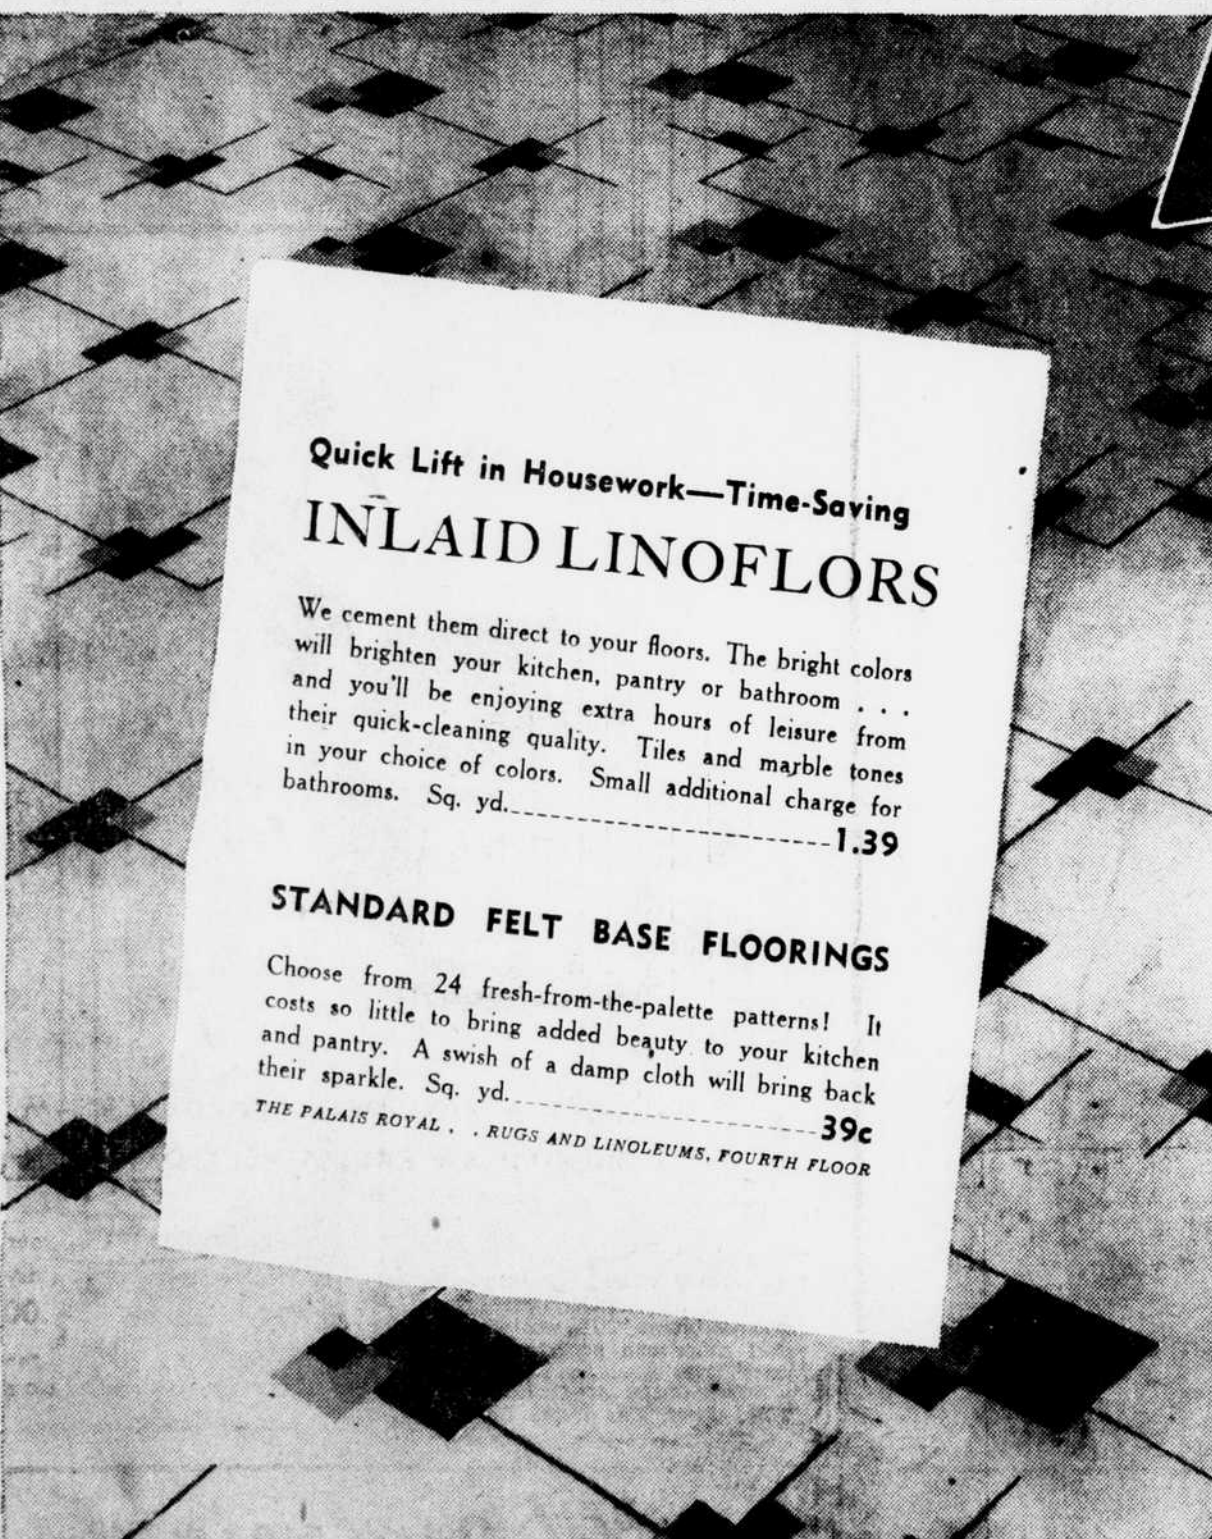 Quick Lift in Housework—Time-Saving
INLAID LINOFLORS
We cement them direct to your floors. The bright colors
will brighten your kitchen, pantry or bathroom . . .
and you'll be enjoying extra hours of leisure from
their quick-cleaning quality. Tiles and marble tones
in your choice of colors. Small additional charge for
bathrooms. Sq. yd.------------------------1.39
STANDARD FELT BASE FLOORINGS
Choose from 24 fresh-from-the-palette patterns! It
costs so little to bring added beauty to your kitchen
and pantry. A swish of a damp cloth will bring back
their sparkle. Sq. yd.------------------------39c
THE PALAIS ROYAL . . RUGS AND LINOLEUMS, FOURTH FLOOR